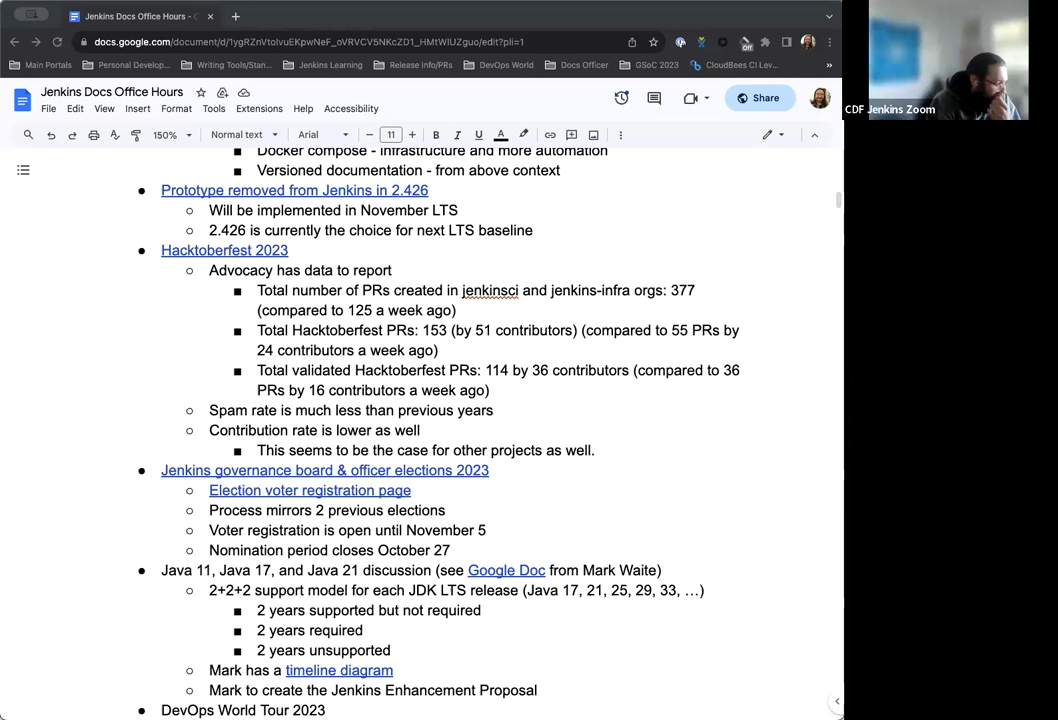 Jenkins Docs Office Hours -
docs.google.com/document/d/1ygRZnVtolvuEKpwNeF_oVRVCV5NKcZD1_HMtWlUZguo/edit?pli=1
Off
Main Portals Personal Develop... Writing Tools/Stan... Jenkins Learning Release Info/PRs DevOps World Docs Officer GSoC 2023 CloudBees CI Lev... »
Jenkins Docs Office Hours
File Edit View Insert Format Tools Extensions Help Accessibility
Share
CDF Jenkins Zoom
150% Normal text Arial 11 B I U A
Docker compose - infrastructure and more automation
Versioned documentation - from above context
Prototype removed from Jenkins in 2.426
Will be implemented in November LTS
2.426 is currently the choice for next LTS baseline
Hacktoberfest 2023
Advocacy has data to report
Total number of PRs created in jenkinsci and jenkins-infra orgs: 377
(compared to 125 a week ago)
Total Hacktoberfest PRs: 153 (by 51 contributors) (compared to 55 PRs by
24 contributors a week ago)
Total validated Hacktoberfest PRs: 114 by 36 contributors (compared to 36
PRs by 16 contributors a week ago)
Spam rate is much less than previous years
Contribution rate is lower as well
This seems to be the case for other projects as well.
Jenkins governance board & officer elections 2023
Election voter registration page
Process mirrors 2 previous elections
Voter registration is open until November 5
Nomination period closes October 27
Java 11, Java 17, and Java 21 discussion (see Google Doc from Mark Waite)
2+2+2 support model for each JDK LTS release (Java 17, 21, 25, 29, 33, …)
2 years supported but not required
2 years required
2 years unsupported
Mark has a timeline diagram
Mark to create the Jenkins Enhancement Proposal
DevOps World Tour 2023